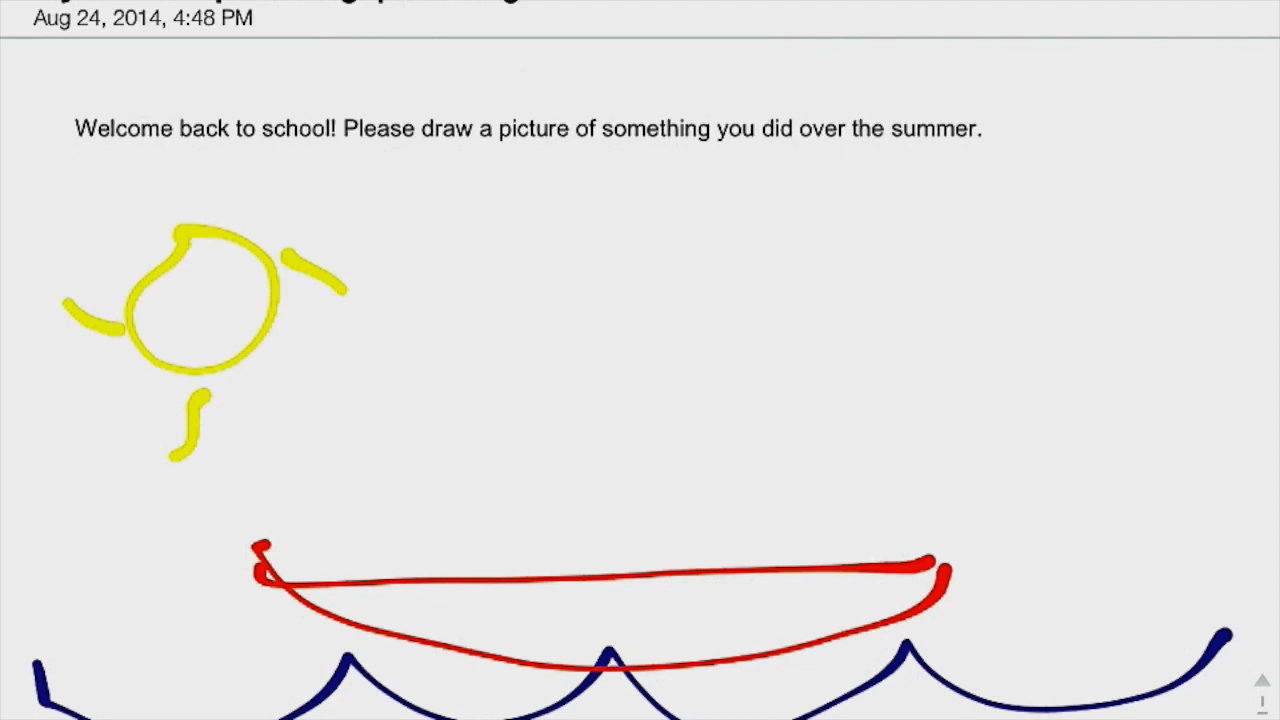 Aug 24, 2014, 4:48 PM
Welcome back to school! Please draw a picture of something you did over the summer.